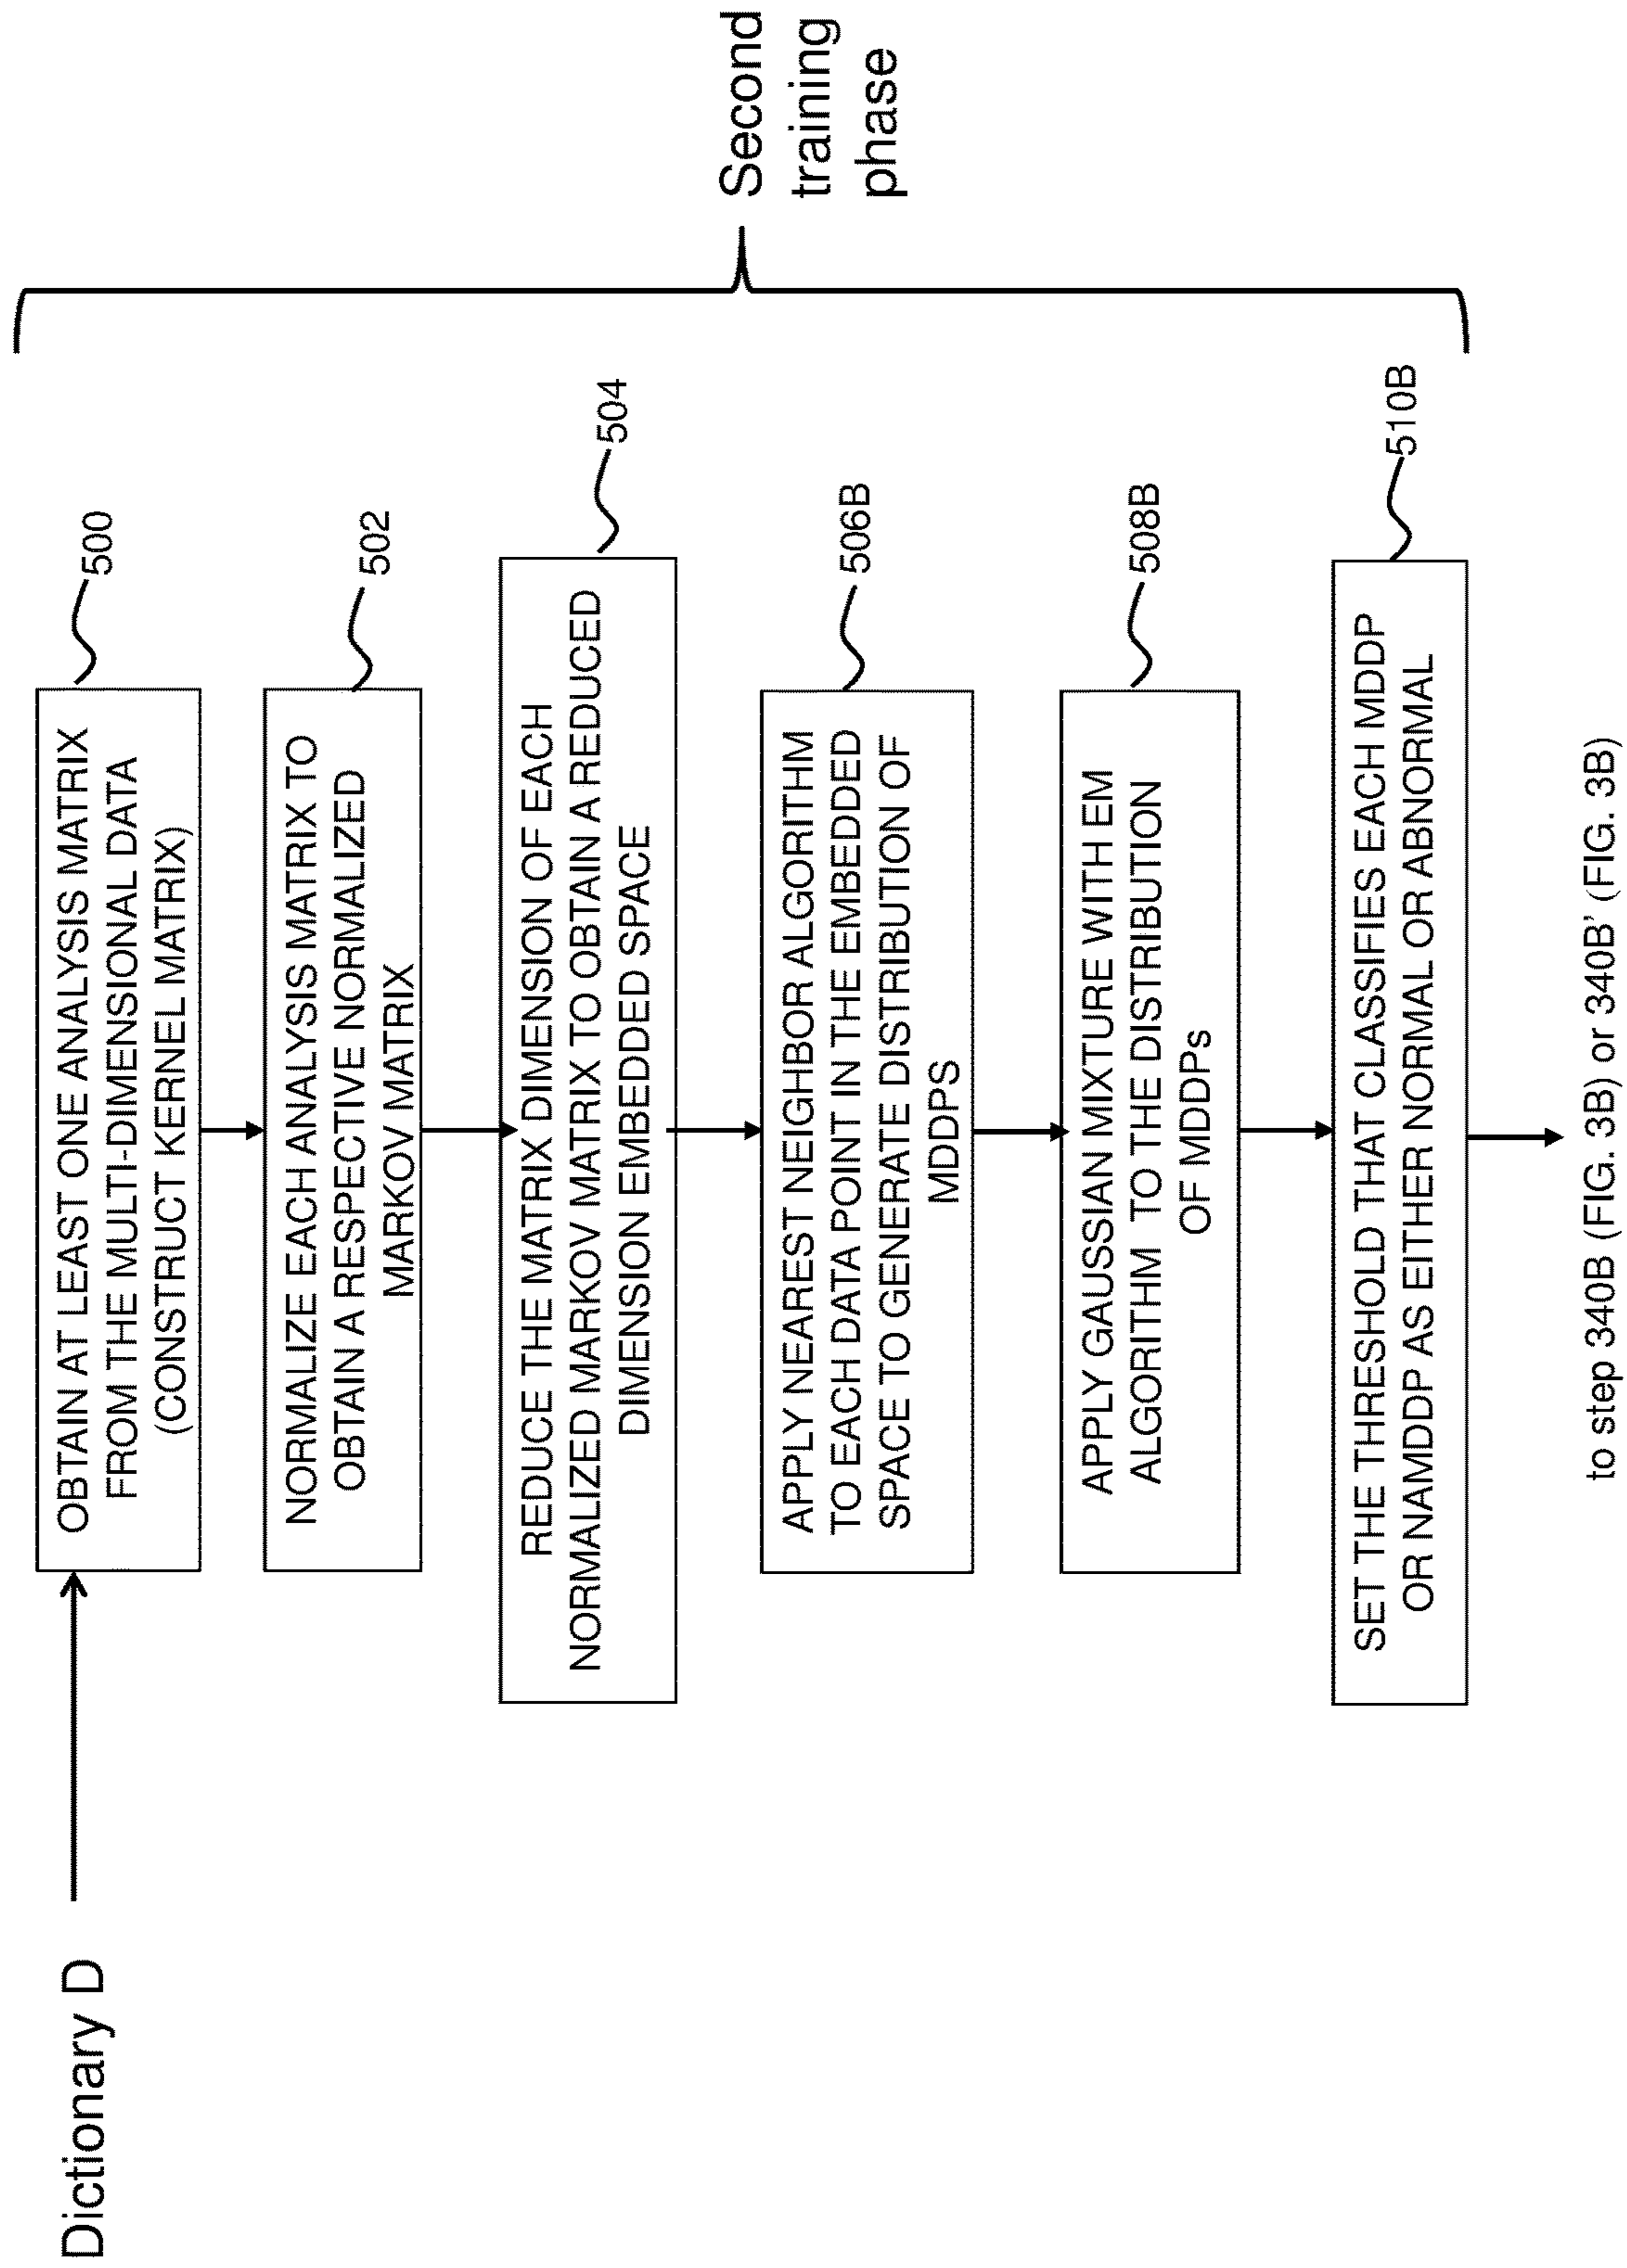 Dictionary D
OBTAIN AT LEAST ONE ANALYSIS MATRIX
FROM THE MULTI-DIMENSIONAL DATA
(CONSTRUCT KERNEL MATRIX)
500
NORMALIZE EACH ANALYSIS MATRIX TO
OBTAIN A RESPECTIVE NORMALIZED
MARKOV MATRIX
502
REDUCE THE MATRIX DIMENSION OF EACH
NORMALIZED MARKOV MATRIX TO OBTAIN A REDUCED
DIMENSION EMBEDDED SPACE
504
APPLY NEAREST NEIGHBOR ALGORITHM
TO EACH DATA POINT IN THE EMBEDDED
SPACE TO GENERATE DISTRIBUTION OF
MDDPS
506B
APPLY GAUSSIAN MIXTURE WITH EM
ALGORITHM TO THE DISTRIBUTION
OF MDDPs
508B
SET THE THRESHOLD THAT CLASSIFIES EACH MDDP
OR NAMDDP AS EITHER NORMAL OR ABNORMAL
510B
to step 340B (FIG. 3B) or 340B' (FIG. 3B)
Second
training
phase